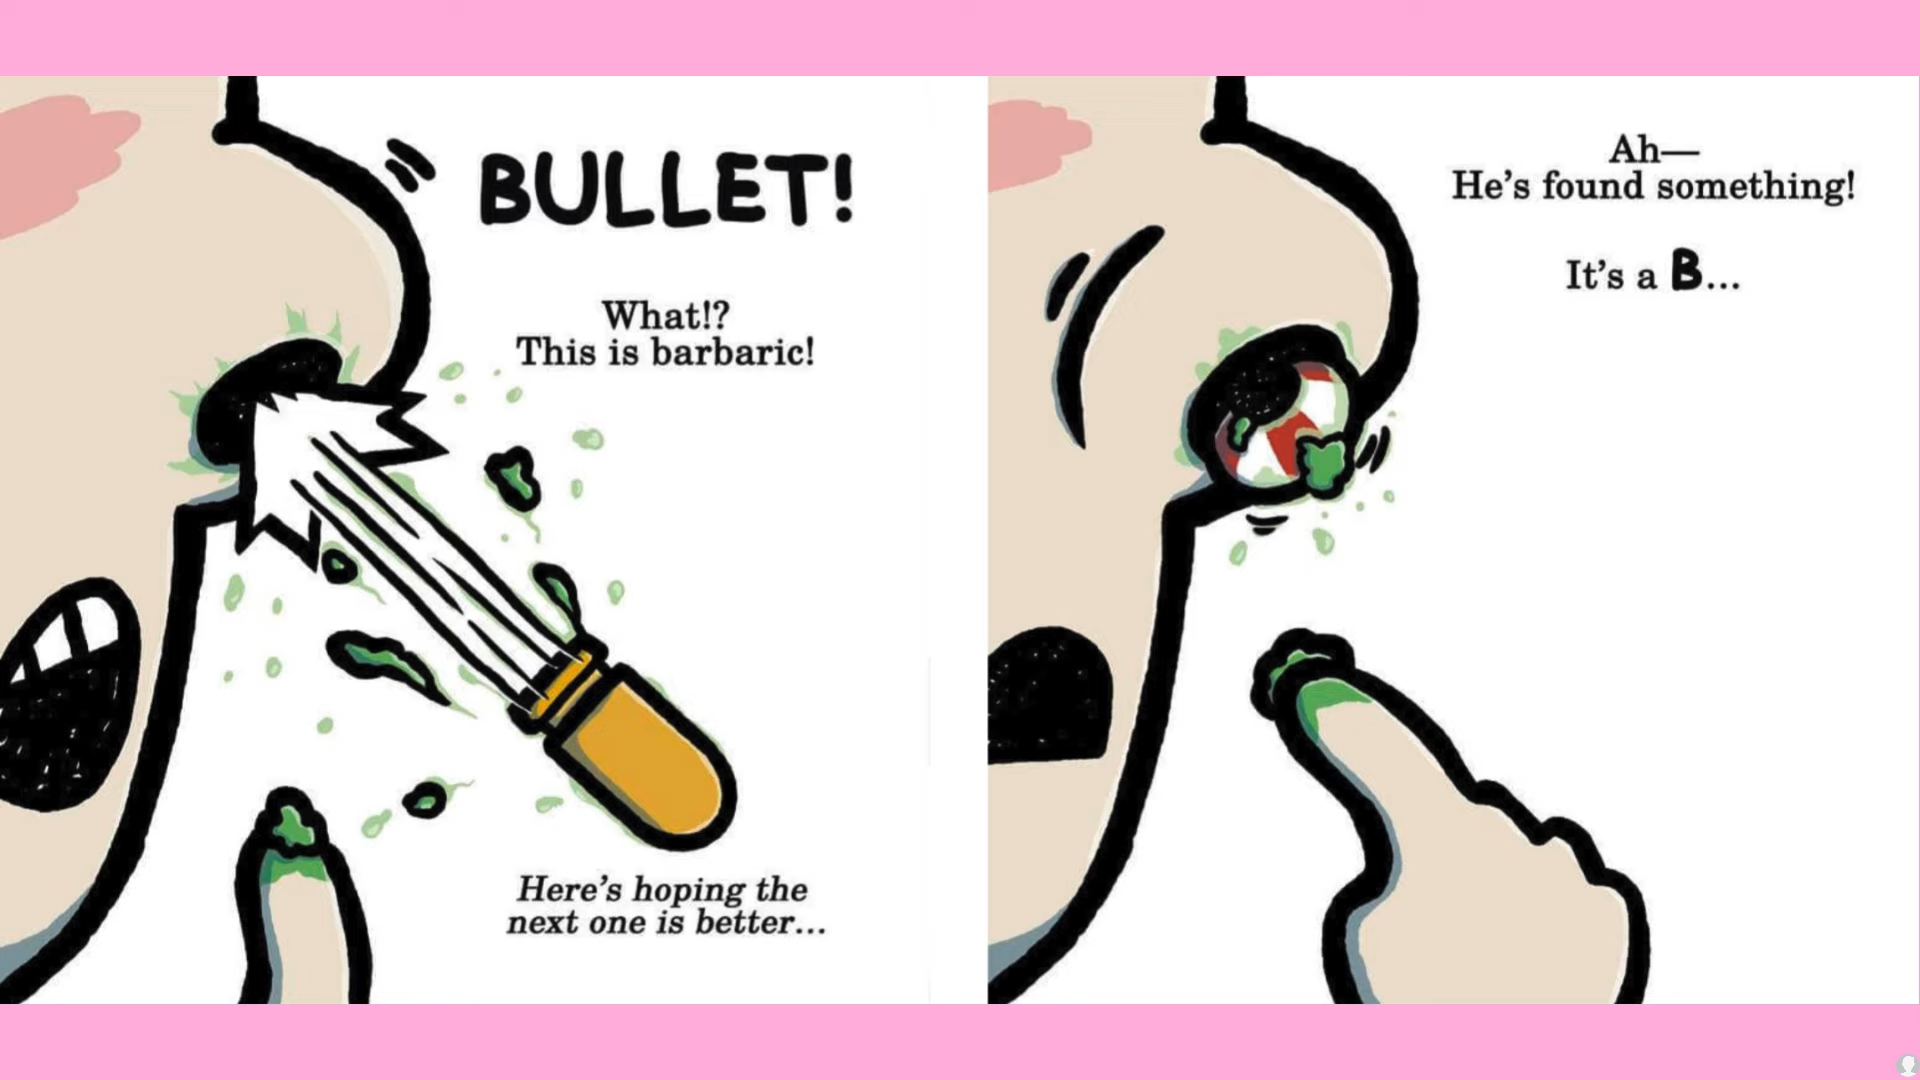 BULLET!
What!?
This is barbaric!
Here's hoping the
next one is better...
Ah—
He's found something!
It's a B...